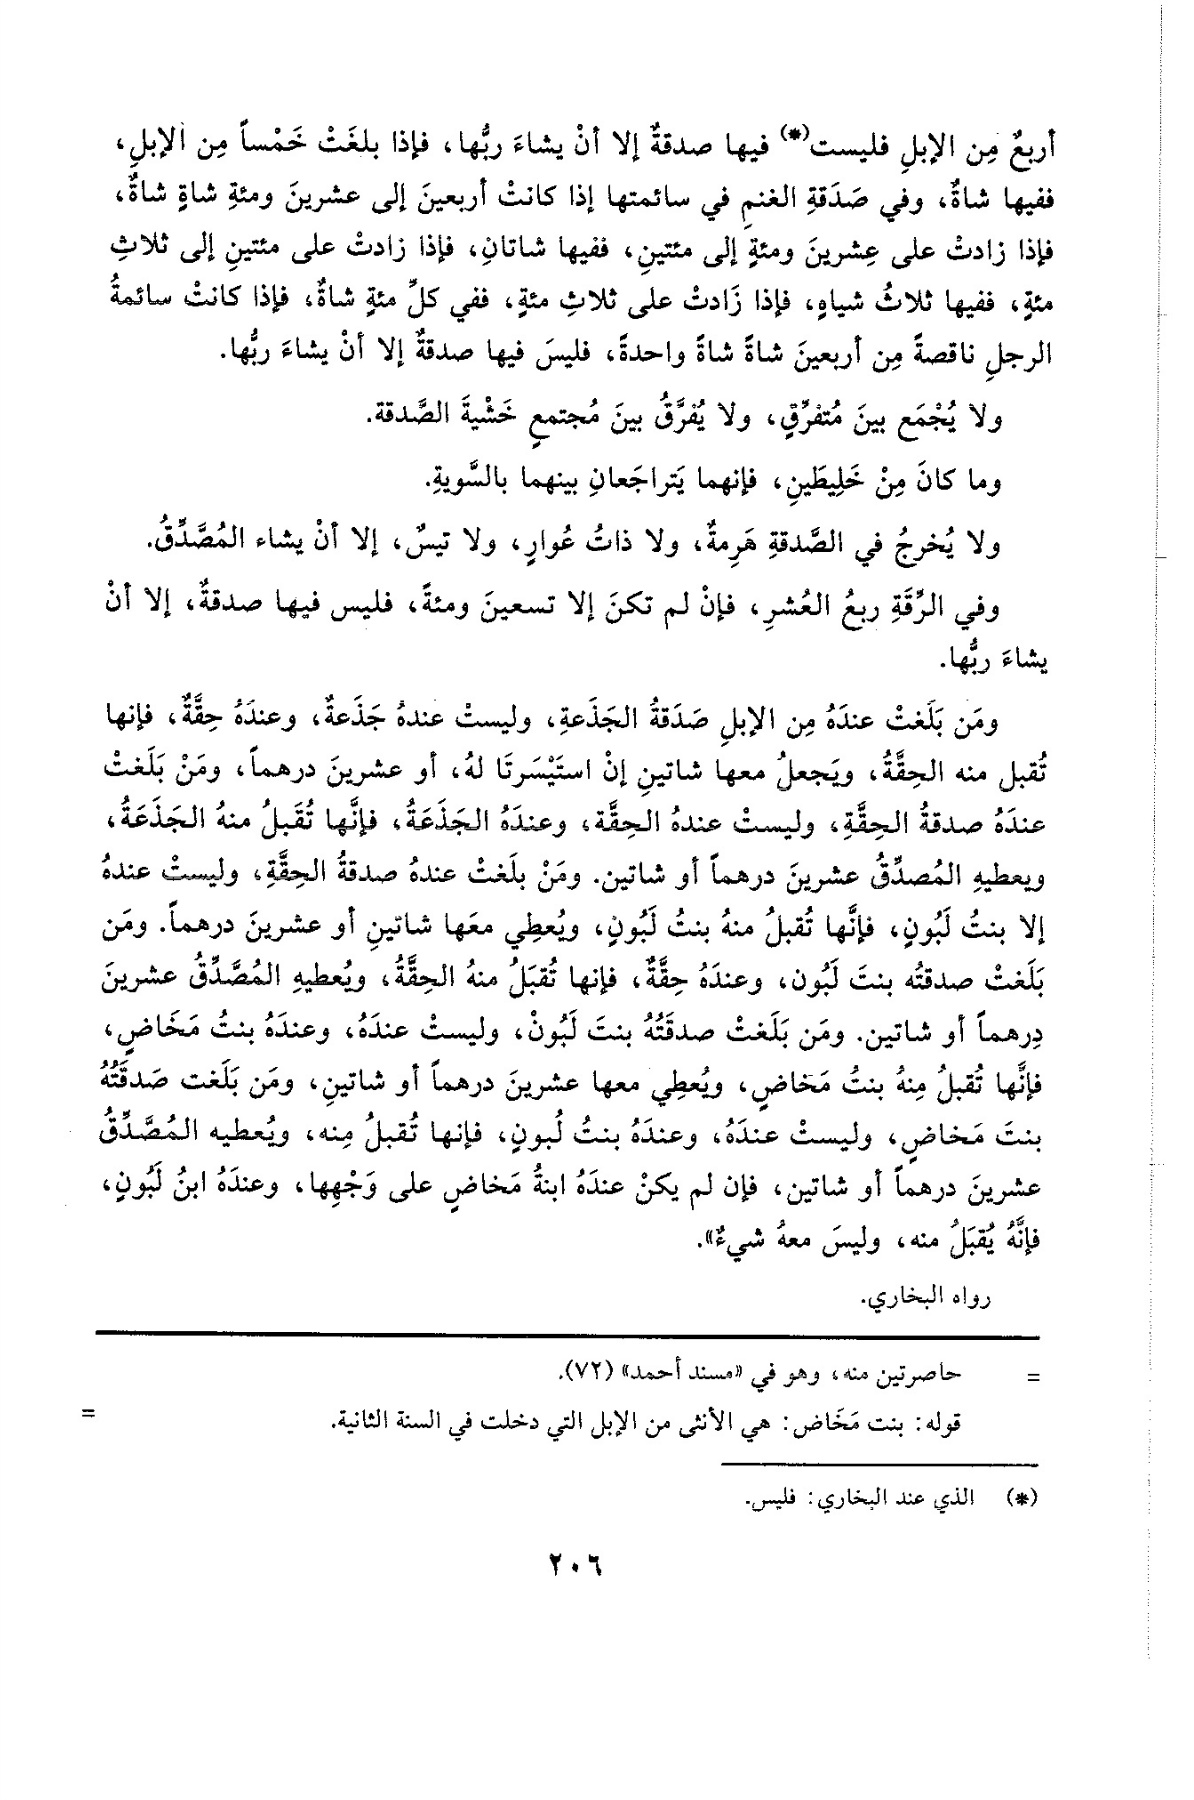 أربعٌ مِن الإبلِ فليست(*) فيها صدقةٌ إلا أنْ يشاءَ ربُّها، فإذا بلغَتْ خَمْساً مِن الإبلِ،
ففيها شاةٌ، وفي صَدَقةِ الغنمِ في سائمتها إذا كانتْ أربعينَ إلى عشرينَ ومئةِ شاةٍ شاةٌ،
فإذا زادتْ على عِشرينَ ومئةٍ إلى مئتينِ، ففيها شاتانِ، فإذا زادتْ على مئتينِ إلى ثلاثِ
مئةٍ، ففيها ثلاثُ شياهٍ، فإذا زَادتْ على ثلاثِ مئةٍ، ففي كلِّ مئةٍ شاةٌ، فإذا كانتْ سائمةُ
الرجلِ ناقصةً مِن أربعينَ شاةً شاةً واحدةً، فليسَ فيها صدقةٌ إلا أنْ يشاءَ ربُّها.
ولا يُجْمَع بينَ مُتفْرِّقٍ، ولا يُفرَّقُ بينَ مُجتمعٍ خَشْيةَ الصَّدقة.
وما كانَ مِنْ خَلِيطَينِ، فإنهما يَتراجَعانِ بينهما بالسَّويةِ.
ولا يُخرجُ في الصَّدقةِ هَرِمةٌ، ولا ذاتُ عُوارٍ، ولا تيسٌ، إلا أنْ يشاء المُصَّدِّقُ.
وفي الرِّقَةِ ربعُ العُشرِ، فإنْ لم تكنَ إلا تسعينَ ومئةً، فليس فيها صدقةٌ، إلا أنْ
يشاءَ ربُّها.
ومَن بَلَغتْ عندَهُ مِن الإبلِ صَدَقةُ الجَذَعةِ، وليستْ عندهُ جَذَعةٌ، وعندَهُ حِقَّةٌ، فإنها
تُقبل منه الحِقَّةُ، ويَجعلُ معها شاتينِ إنْ استَيْسَرتَا لهُ، أو عشرينَ درهماً، ومَنْ بَلَغتْ
عندَهُ صدقةُ الحِقَّةِ، وليستْ عندهُ الحِقَّة، وعندَهُ الجَذَعَةُ، فإنَّها تُقَبلُ منهُ الجَذَعَةُ،
ويعطيهِ المُصدِّقُ عشرينَ درهماً أو شاتين. ومَنْ بلَغتْ عندهُ صدقةُ الحِقَّةِ، وليستْ عندهُ
إلا بنتُ لَبُونٍ، فإنَّها تُقبلُ منهُ بنتُ لَبُونٍ، ويُعطِي معَها شاتينِ أو عشرينَ درهماً. ومَن
بَلَغتْ صدقتُه بنتَ لَبُون، وعندَهُ حِقَّةٌ، فإنها تُقبَلُ منهُ الحِقَّةُ، ويُعطيهِ المُصَّدِّقُ عشرينَ
دِرهماً أو شاتين. ومَن بَلَغتْ صدقَتُهُ بنتَ لَبُونْ، وليستْ عندَهُ، وعندَهُ بنتُ مَخَاضٍ،
فإنَّها تُقبلُ مِنهُ بنتُ مَخاضٍ، ويُعطِي معها عشرينَ درهماً أو شاتينِ، ومَن بَلَغت صَدقَتُهُ
بنتَ مَخاضٍ، وليستْ عندَهُ، وعندَهُ بنتُ لَبُونٍ، فإنها تُقبلُ مِنه، ويُعطيه المُصَّدِّقُ
عشرينَ درهماً أو شاتين، فإن لم يكنْ عندَهُ ابنةُ مَخاضٍ على وَجْهِها، وعندَهُ ابنُ لَبُونٍ،
فإنَّهُ يُقبَلُ منه، وليسَ معهُ شيءٌ».
رواه البخاري.
= حاصرتين منه، وهو في «مسند أحمد» (٧٢).
قوله: بنت مَخَاض: هي الأنثى من الإبل التي دخلت في السنة الثانية. =
(*) الذي عند البخاري: فليس.
٢٠٦